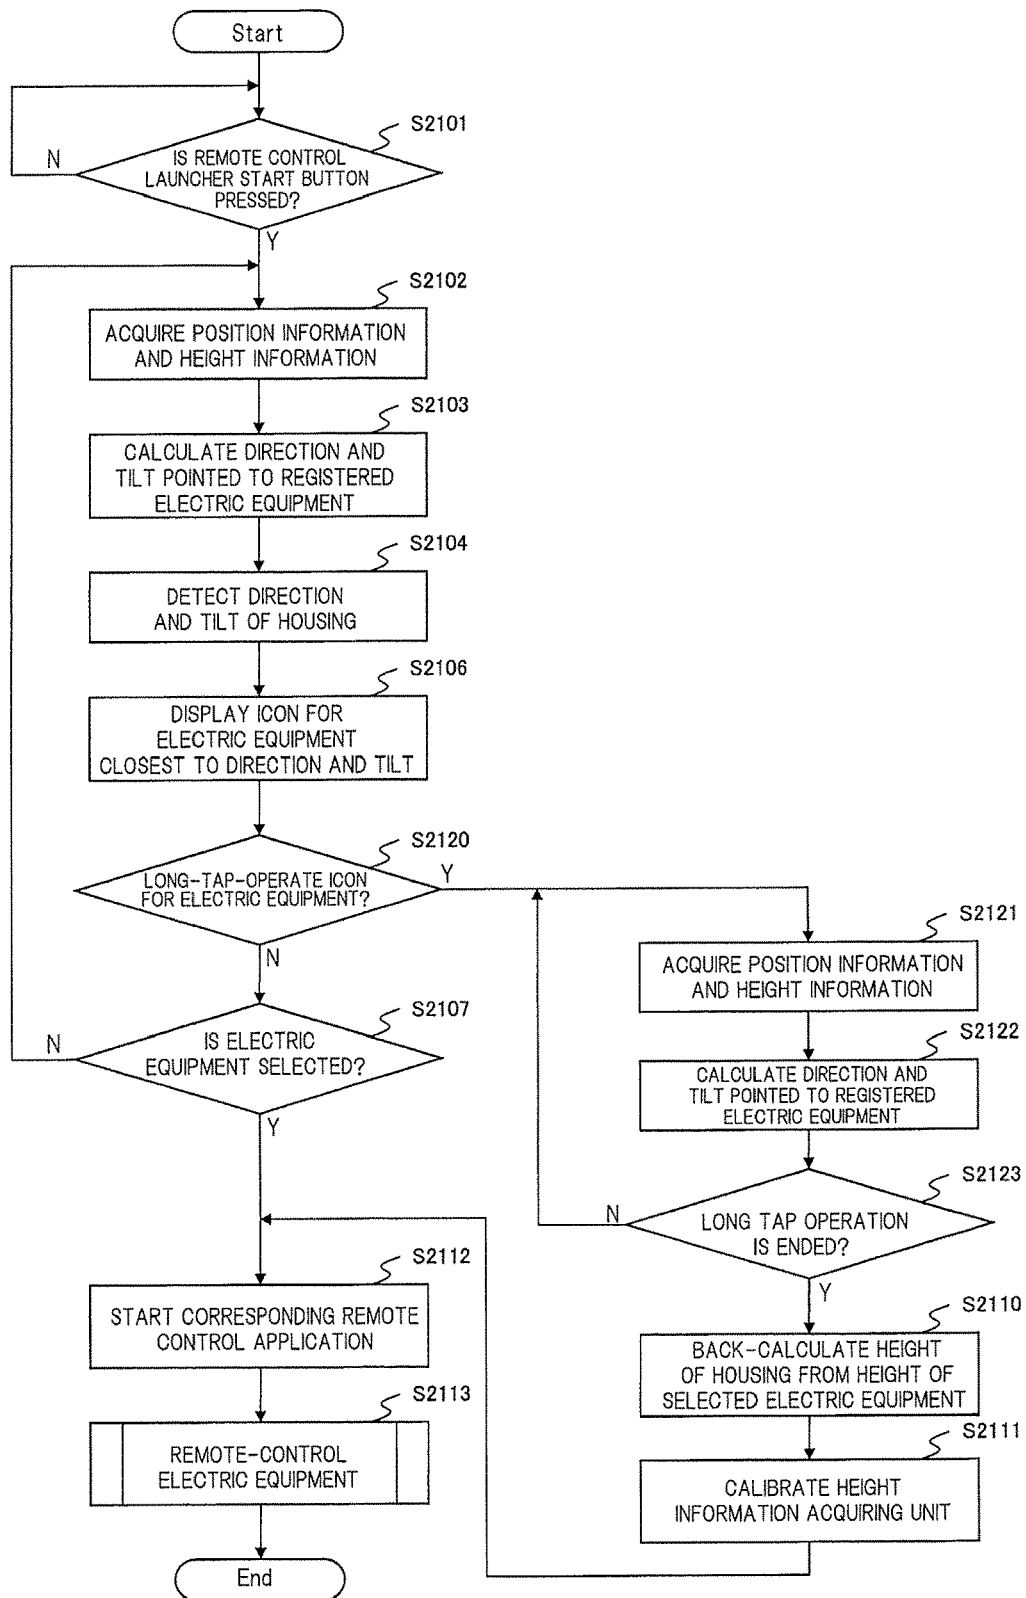 Start
S2101
IS REMOTE CONTROL
LAUNCHER START BUTTON
PRESSED?
N
Y
S2102
ACQUIRE POSITION INFORMATION
AND HEIGHT INFORMATION
S2103
CALCULATE DIRECTION AND
TILT POINTED TO REGISTERED
ELECTRIC EQUIPMENT
S2104
DETECT DIRECTION
AND TILT OF HOUSING
S2106
DISPLAY ICON FOR
ELECTRIC EQUIPMENT
CLOSEST TO DIRECTION AND TILT
S2120
LONG-TAP-OPERATE ICON
FOR ELECTRIC EQUIPMENT?
Y
N
S2107
IS ELECTRIC
EQUIPMENT SELECTED?
N
Y
S2121
ACQUIRE POSITION INFORMATION
AND HEIGHT INFORMATION
S2122
CALCULATE DIRECTION AND
TILT POINTED TO REGISTERED
ELECTRIC EQUIPMENT
S2123
LONG TAP OPERATION
IS ENDED?
N
Y
S2110
BACK-CALCULATE HEIGHT
OF HOUSING FROM HEIGHT OF
SELECTED ELECTRIC EQUIPMENT
S2111
CALIBRATE HEIGHT
INFORMATION ACQUIRING UNIT
S2112
START CORRESPONDING REMOTE
CONTROL APPLICATION
S2113
REMOTE-CONTROL
ELECTRIC EQUIPMENT
End